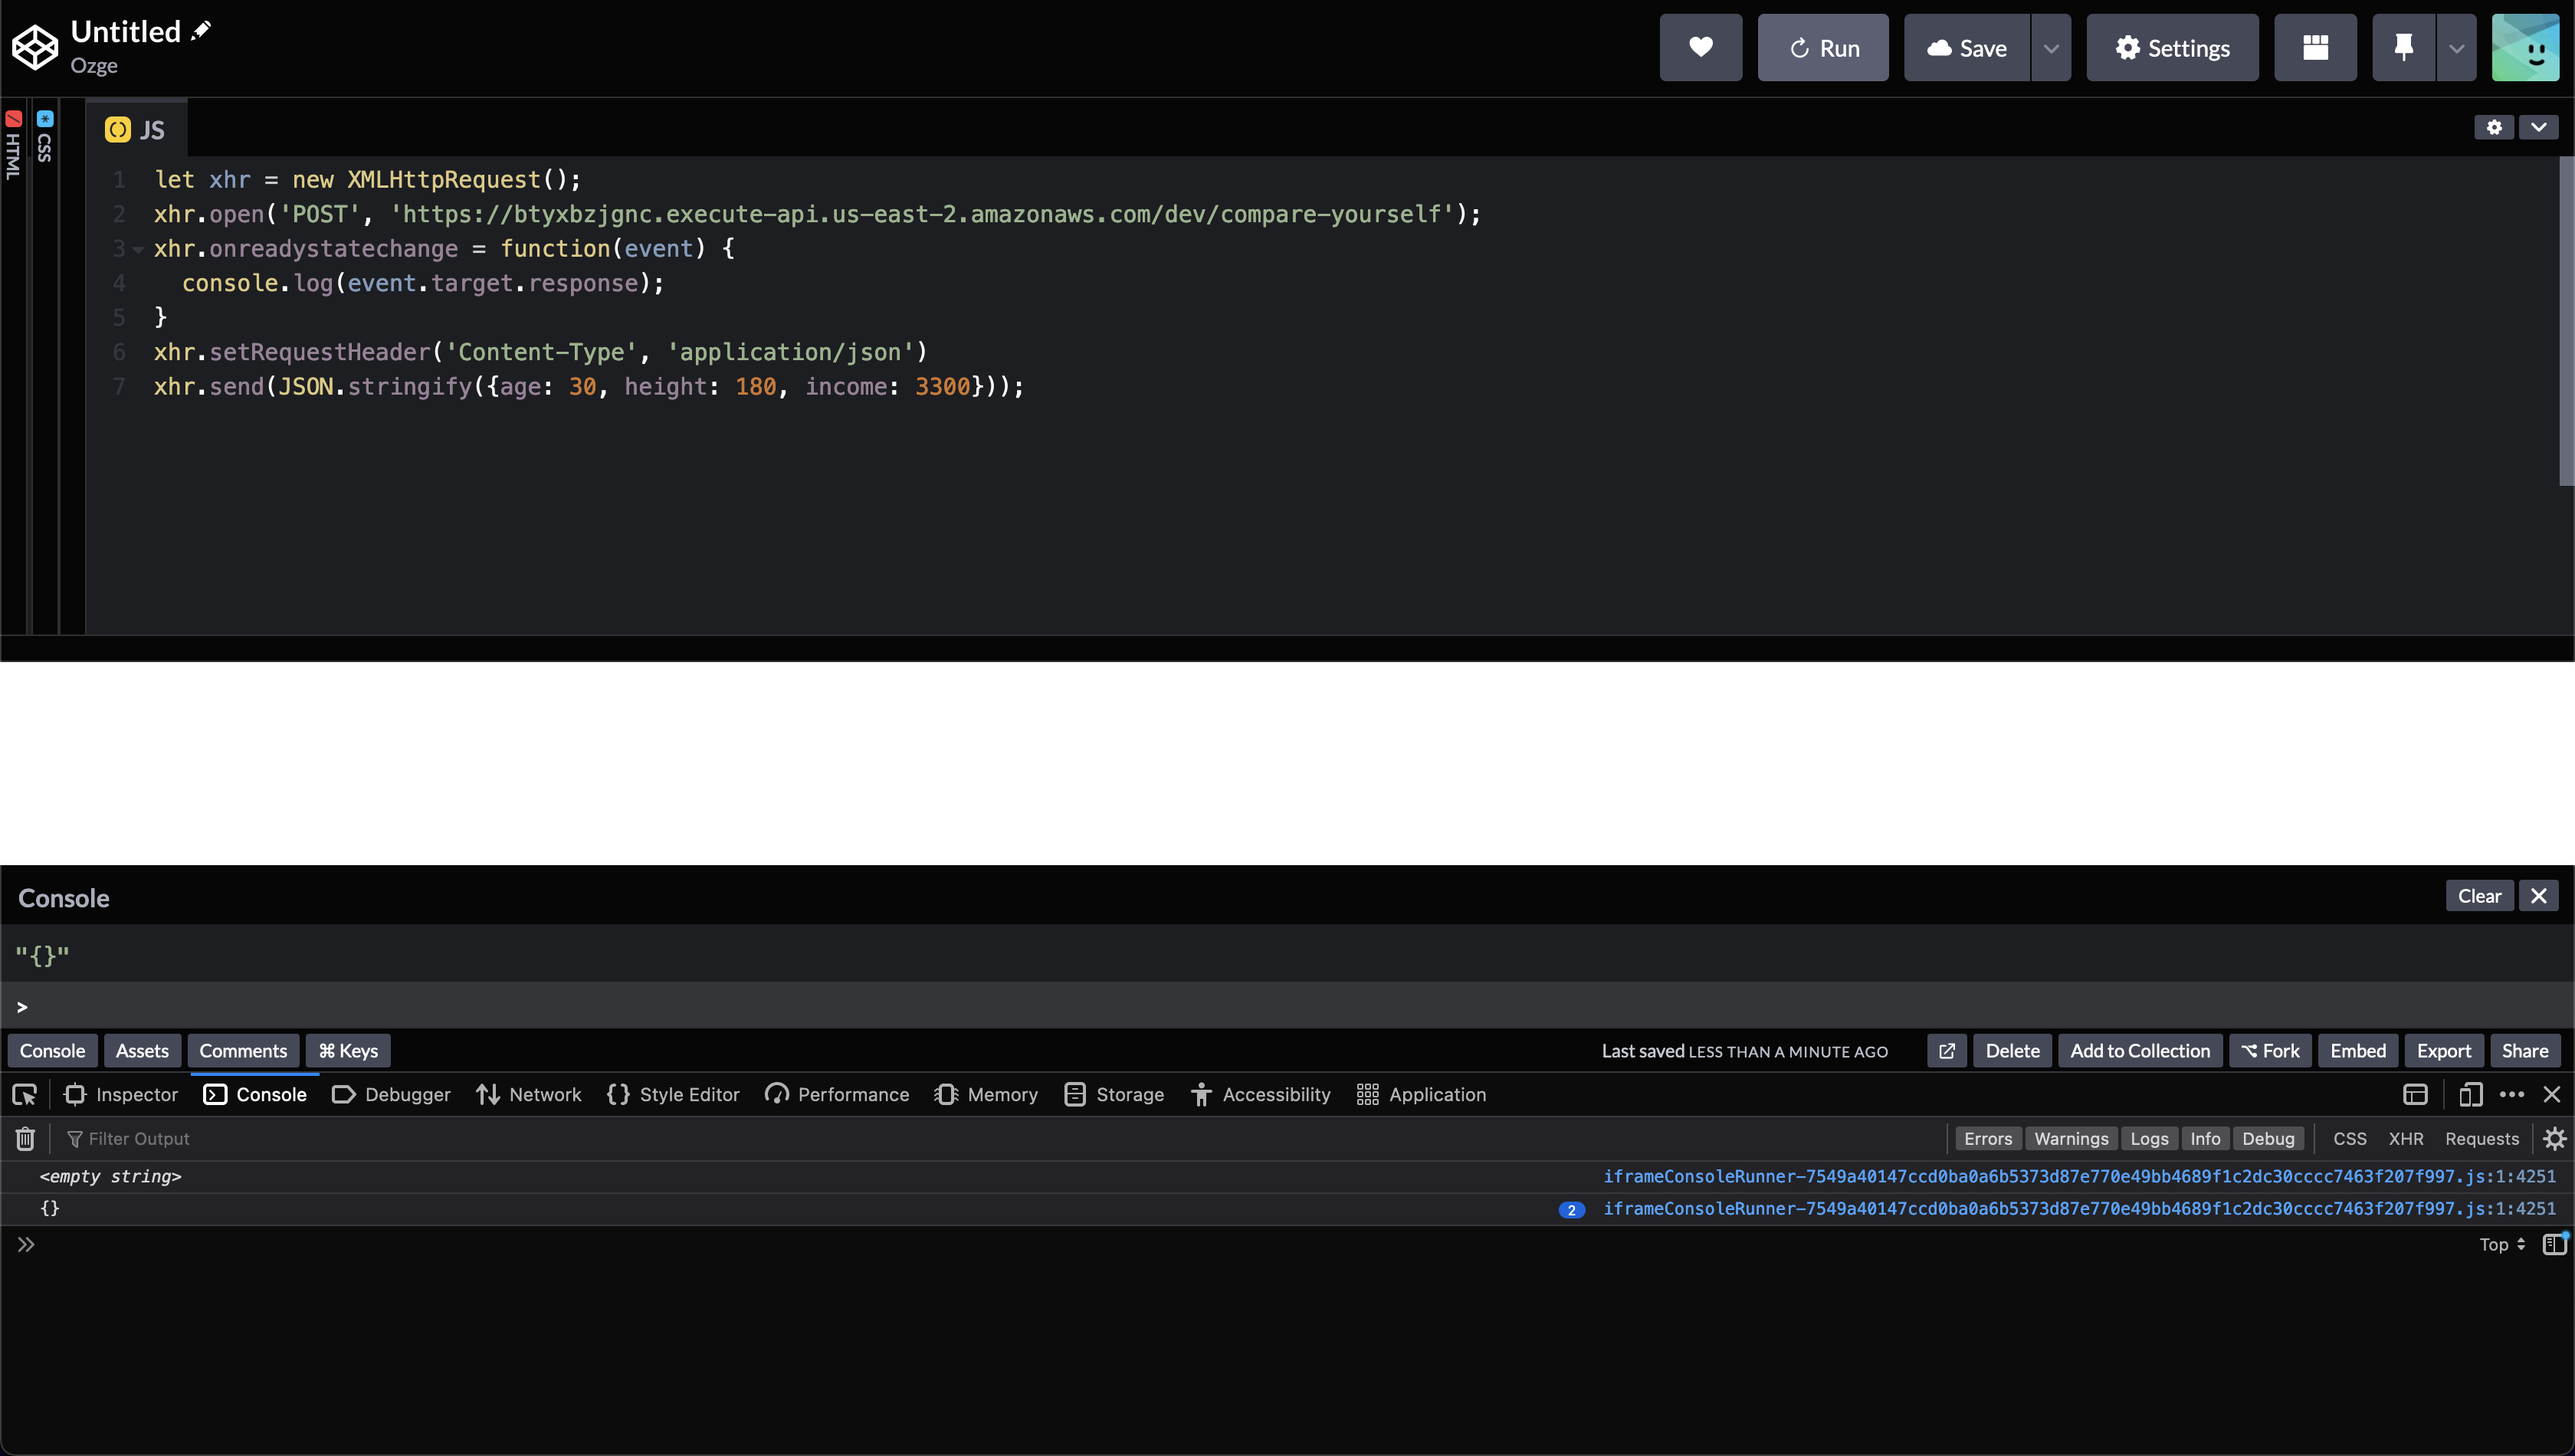 Untitled
Ozge
Run
Save
Settings
HTML
CSS
JS
1 let xhr = new XMLHttpRequest();
2 xhr.open('POST', 'https://btyxbzjgnc.execute-api.us-east-2.amazonaws.com/dev/compare-yourself');
3 xhr.onreadystatechange = function(event) {
4 console.log(event.target.response);
5 }
6 xhr.setRequestHeader('Content-Type', 'application/json')
7 xhr.send(JSON.stringify({age: 30, height: 180, income: 3300}));
Console
Clear
"{}"
>
Console Assets Comments ⌘ Keys Last saved LESS THAN A MINUTE AGO Delete Add to Collection Fork Embed Export Share
Inspector Console Debugger Network Style Editor Performance Memory Storage Accessibility Application
Filter Output Errors Warnings Logs Info Debug CSS XHR Requests
<empty string> iframeConsoleRunner-7549a40147ccd0ba0a6b5373d87e770e49bb4689f1c2dc30cccc7463f207f997.js:1:4251
{} 2 iframeConsoleRunner-7549a40147ccd0ba0a6b5373d87e770e49bb4689f1c2dc30cccc7463f207f997.js:1:4251
Top